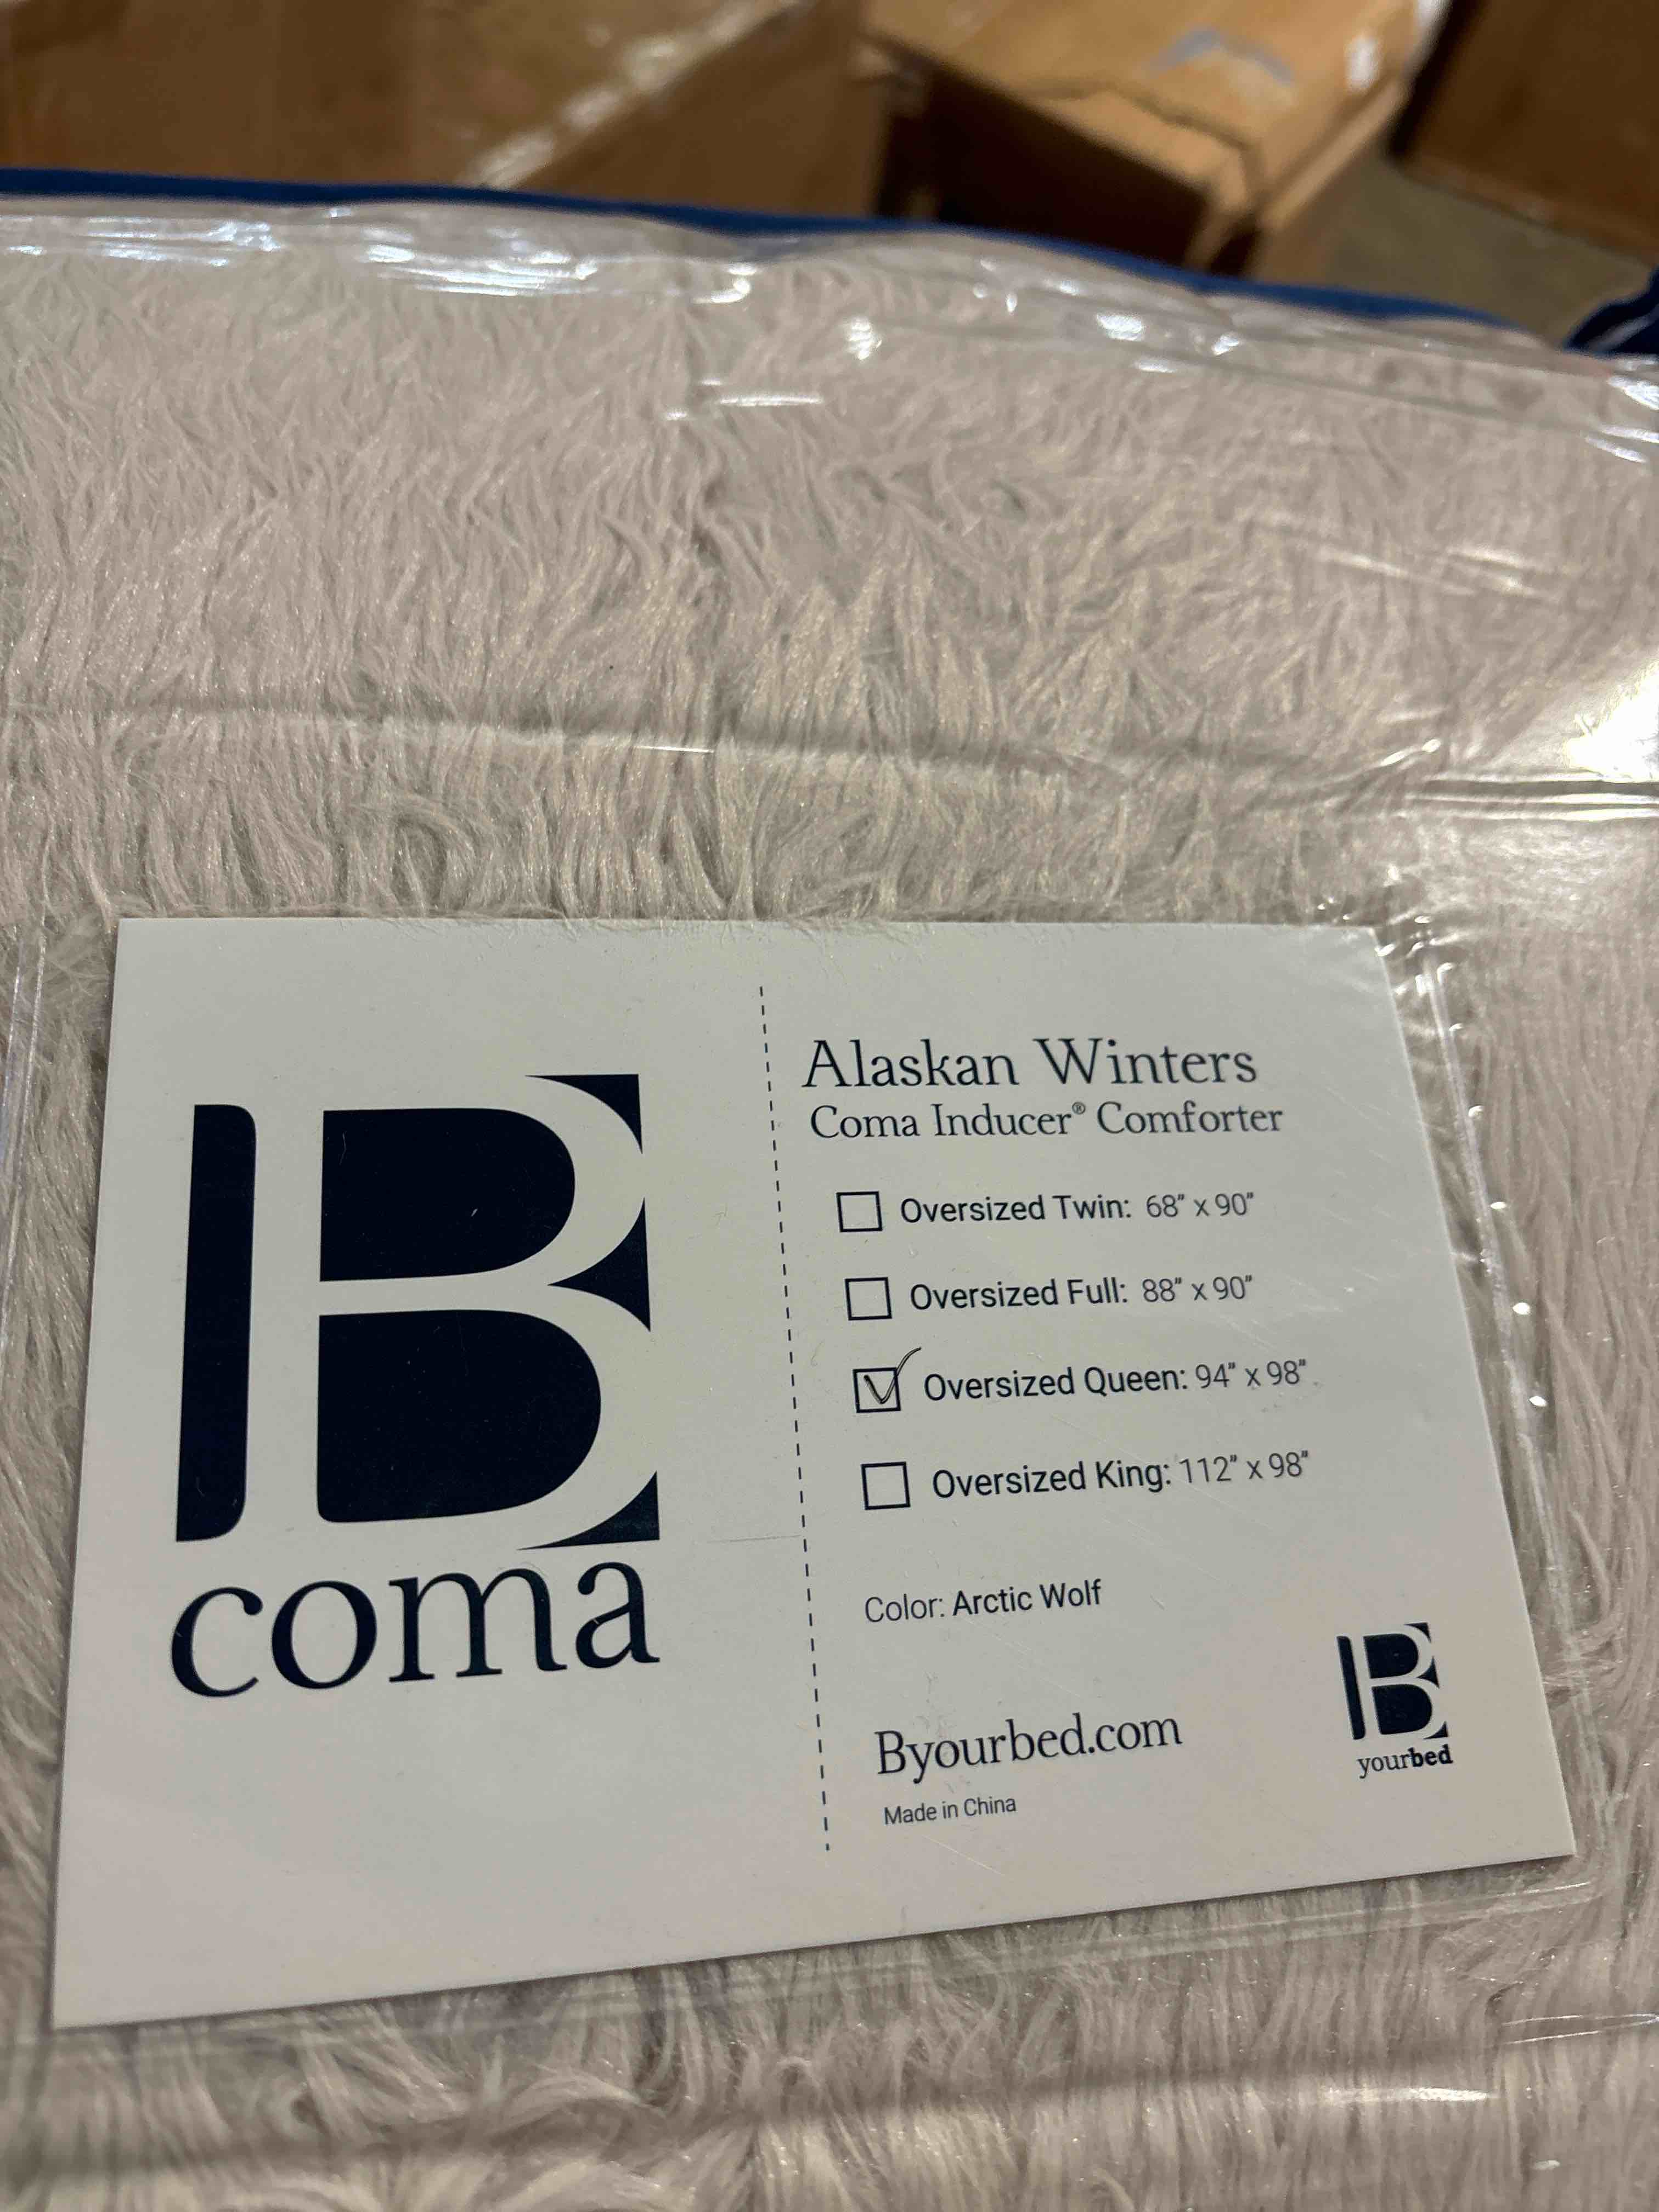 B
coma
Alaskan Winters
Coma Inducer® Comforter
Oversized Twin: 68” x 90”
Oversized Full: 88” x 90”
Oversized Queen: 94” x 98”
Oversized King: 112” x 98”
Color: Arctic Wolf
Byourbed.com
Made in China
B
yourbed